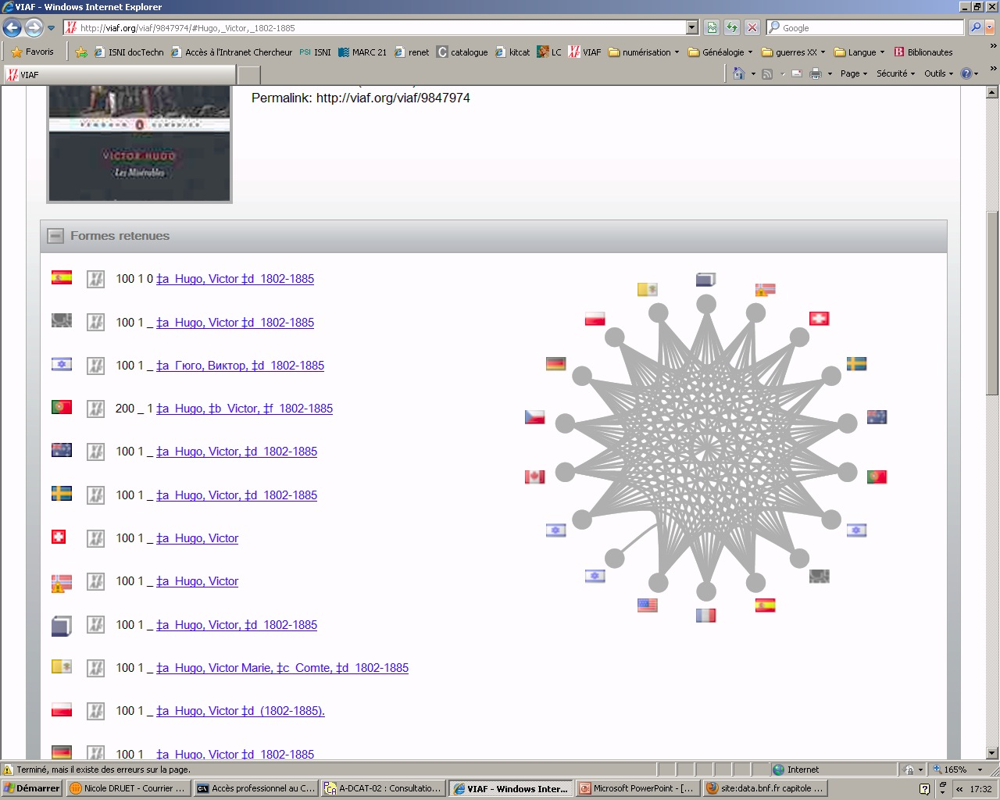 VIAF - Windows Internet Explorer
http://viaf.org/viaf/9847974/#Hugo,_Victor,_1802-1885
Google
Favoris
ISNI docTechn
Accès à l'Intranet Chercheur
PSI ISNI
MARC 21
renet
C catalogue
kitcat
LC
VIAF
numérisation
Généalogie
guerres XX
Langue
B Biblionautes
VIAF
Page
Sécurité
Outils
Permalink: http://viaf.org/viaf/9847974
VICTOR HUGO
Les Misérables
Formes retenues
100 1 0 ‡a Hugo, Victor ‡d 1802-1885
100 1 _ ‡a Hugo, Victor ‡d 1802-1885
100 1 _ ‡a Гюго, Виктор, ‡d 1802-1885
200 _ 1 ‡a Hugo, ‡b Victor, ‡f 1802-1885
100 1 _ ‡a Hugo, Victor, ‡d 1802-1885
100 1 _ ‡a Hugo, Victor, ‡d 1802-1885
100 1 _ ‡a Hugo, Victor
100 1 _ ‡a Hugo, Victor
100 1 _ ‡a Hugo, Victor, ‡d 1802-1885
100 1 _ ‡a Hugo, Victor Marie, ‡c Comte, ‡d 1802-1885
100 1 _ ‡a Hugo, Victor ‡d (1802-1885).
100 1 _ ‡a Hugo, Victor ‡d 1802-1885
Terminé, mais il existe des erreurs sur la page.
Internet
165%
Démarrer
Nicole DRUET - Courrier ...
Accès professionnel au C...
A-DCAT-02 : Consultatio...
VIAF - Windows Inter...
Microsoft PowerPoint - [...
site:data.bnf.fr capitole ...
17:32